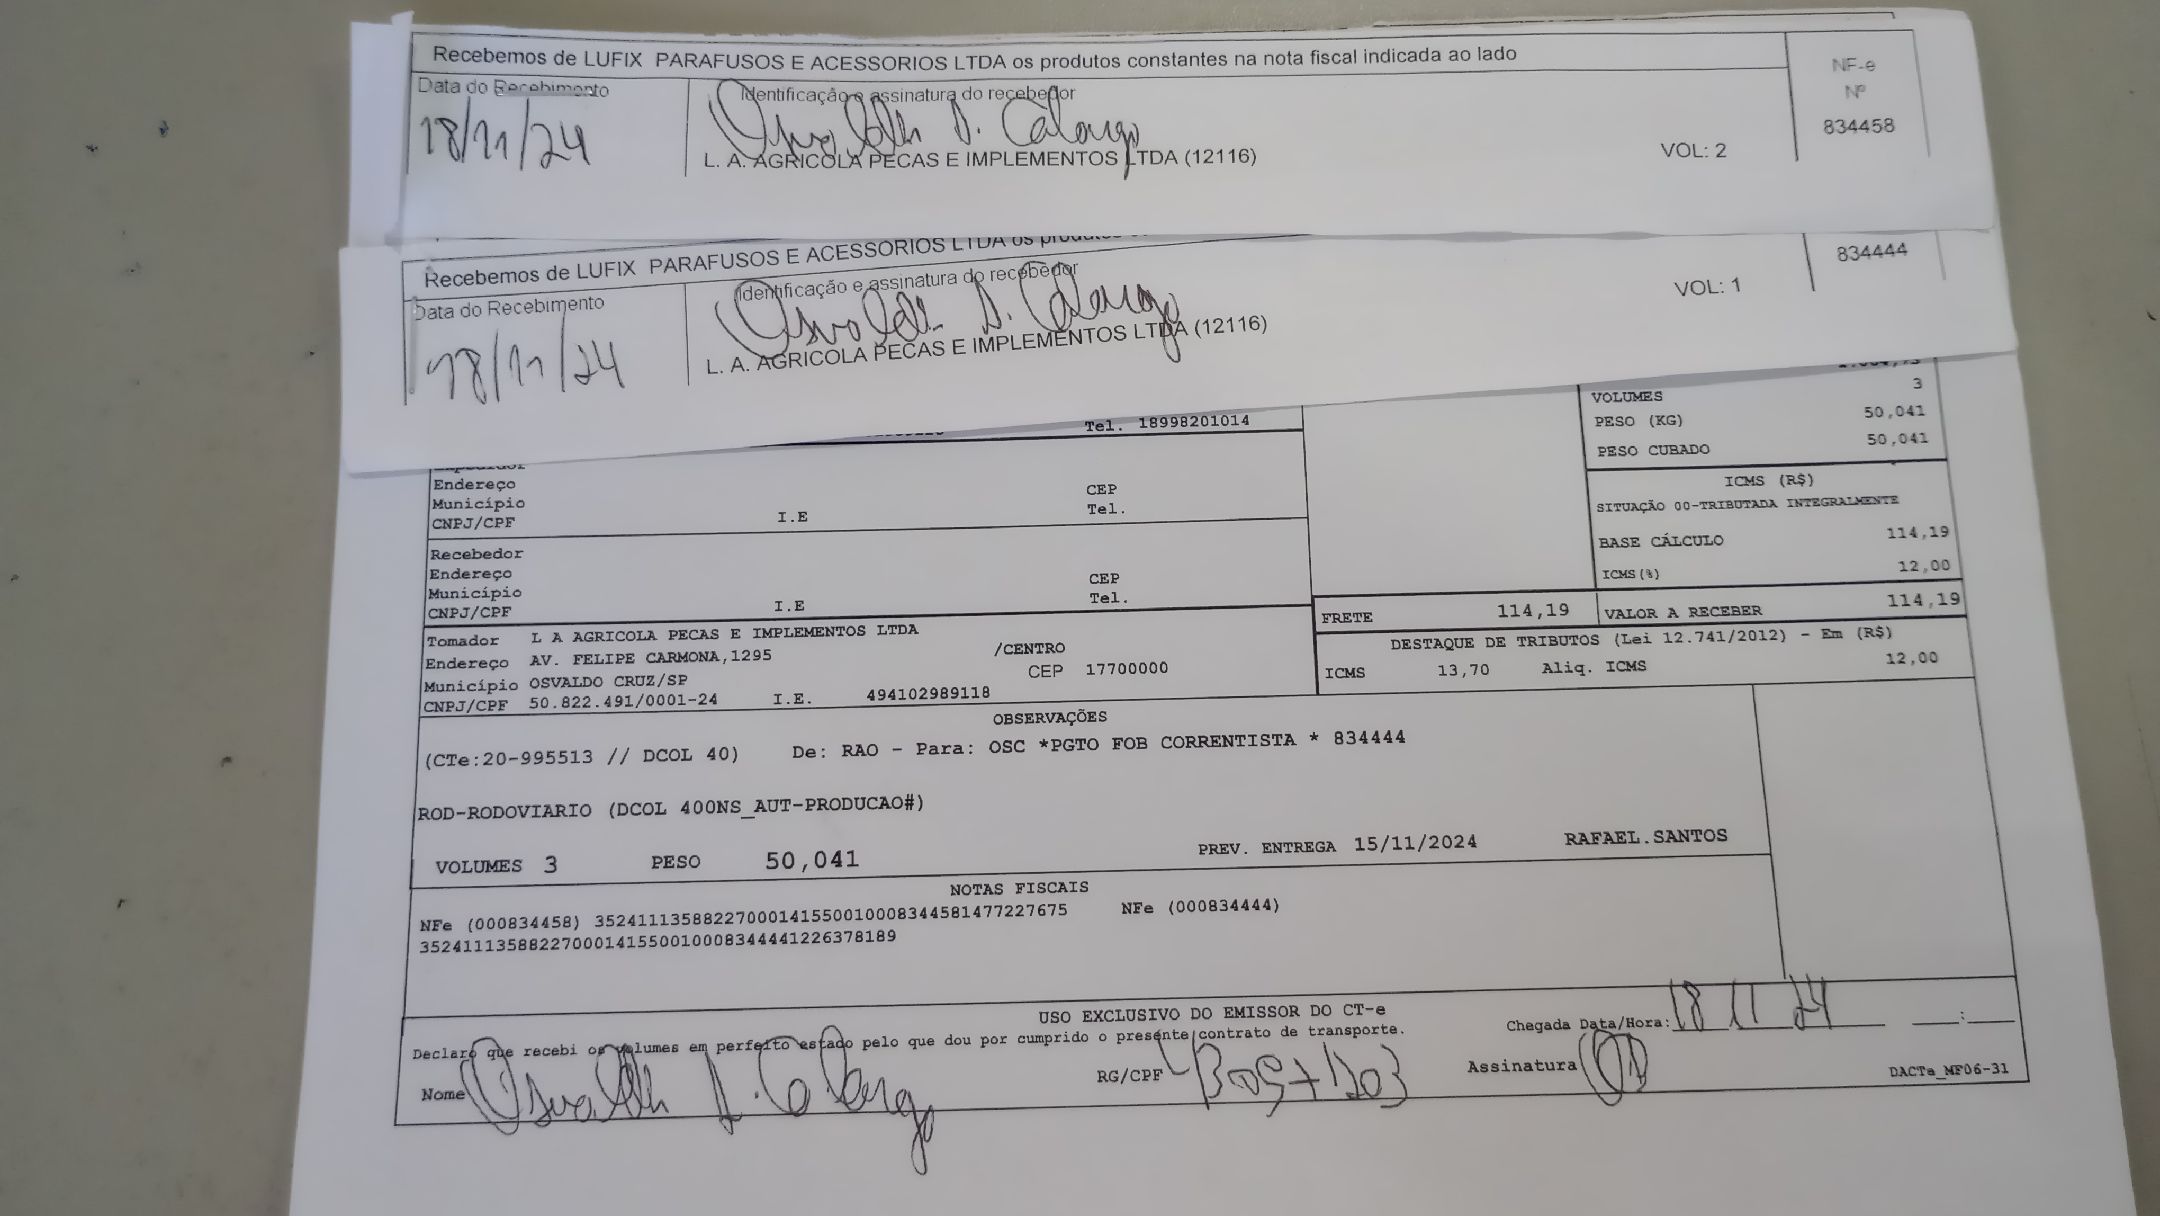 Recebemos de LUFIX PARAFUSOS E ACESSORIOS LTDA os produtos constantes na nota fiscal indicada ao lado
NF-e
Nº
834458
Data do Recebimento
Identificação e assinatura do recebedor
18/11/24
Osvaldo D. Calargo
L. A. AGRICOLA PECAS E IMPLEMENTOS LTDA (12116)
VOL: 2
Recebemos de LUFIX PARAFUSOS E ACESSORIOS LTDA os
834444
Data do Recebimento
Identificação e assinatura do recebedor
18/11/24
Osvaldo D. Calargo
L. A. AGRICOLA PECAS E IMPLEMENTOS LTDA (12116)
VOL: 1
Tel. 18998201014
VOLUMES 3
PESO (KG) 50,041
PESO CUBADO 50,041
Endereço CEP
Município Tel.
CNPJ/CPF I.E
ICMS (R$)
SITUAÇÃO 00-TRIBUTADA INTEGRALMENTE
BASE CÁLCULO 114,19
ICMS(%) 12,00
Recebedor
Endereço CEP
Município Tel.
CNPJ/CPF I.E
FRETE 114,19 VALOR A RECEBER 114,19
Tomador L A AGRICOLA PECAS E IMPLEMENTOS LTDA
Endereço AV. FELIPE CARMONA,1295 /CENTRO
Município OSVALDO CRUZ/SP CEP 17700000
CNPJ/CPF 50.822.491/0001-24 I.E. 494102989118
DESTAQUE DE TRIBUTOS (Lei 12.741/2012) - Em (R$)
ICMS 13,70 Aliq. ICMS 12,00
OBSERVAÇÕES
(CTe:20-995513 // DCOL 40) De: RAO - Para: OSC *PGTO FOB CORRENTISTA * 834444
ROD-RODOVIARIO (DCOL 400NS_AUT-PRODUCAO#)
VOLUMES 3 PESO 50,041 PREV. ENTREGA 15/11/2024 RAFAEL.SANTOS
NOTAS FISCAIS
NFe (000834458) 35241113588227000141550010008344581477227675 NFe (000834444)
35241113588227000141550010008344441226378189
USO EXCLUSIVO DO EMISSOR DO CT-e
Declaro que recebi os volumes em perfeito estado pelo que dou por cumprido o presente contrato de transporte.
Chegada Data/Hora: 18 11 24 __:__
Nome Osvaldo D. Calargo RG/CPF Assinatura
DACTe_MF06-31